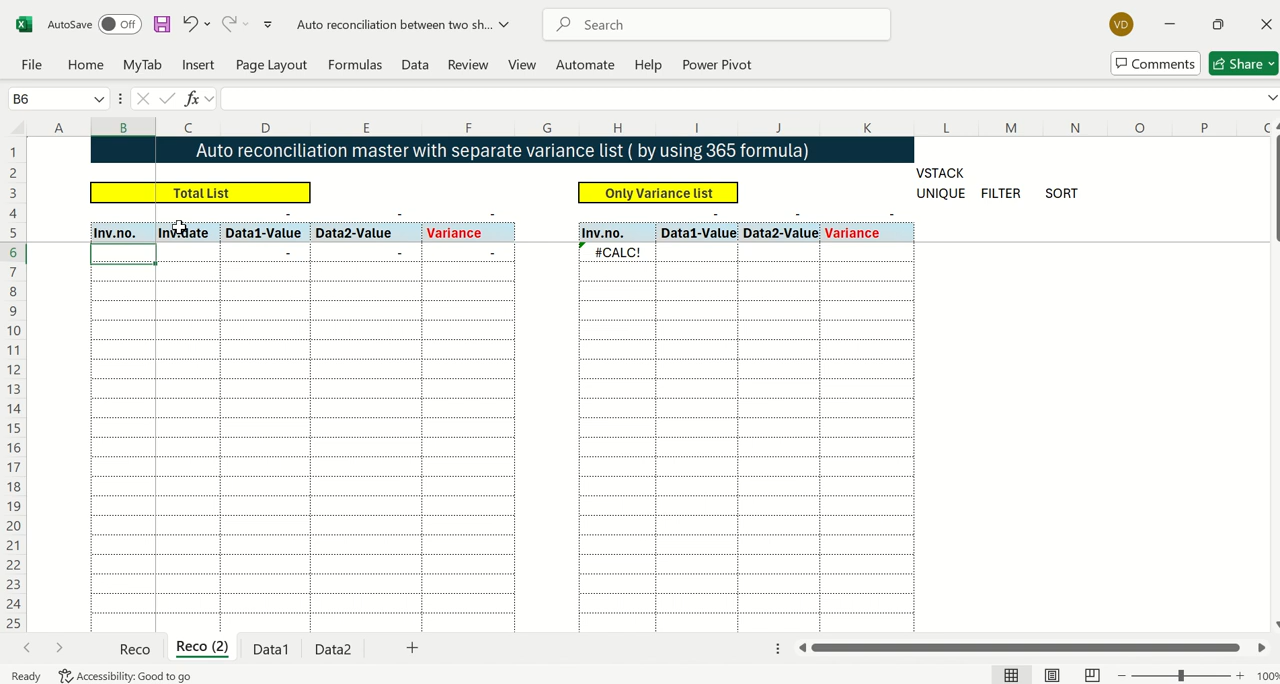 AutoSave Off Auto reconciliation between two sh... Search VD
File Home MyTab Insert Page Layout Formulas Data Review View Automate Help Power Pivot Comments Share
B6 fx
A B C D E F G H I J K L M N O P
1 Auto reconciliation master with separate variance list ( by using 365 formula)
2 VSTACK
3 Total List Only Variance list UNIQUE FILTER SORT
4 - - - - - -
5 Inv.no. Inv.date Data1-Value Data2-Value Variance Inv.no. Data1-Value Data2-Value Variance
6 - - - #CALC!
7
8
9
10
11
12
13
14
15
16
17
18
19
20
21
22
23
24
25
Reco Reco (2) Data1 Data2
Ready Accessibility: Good to go